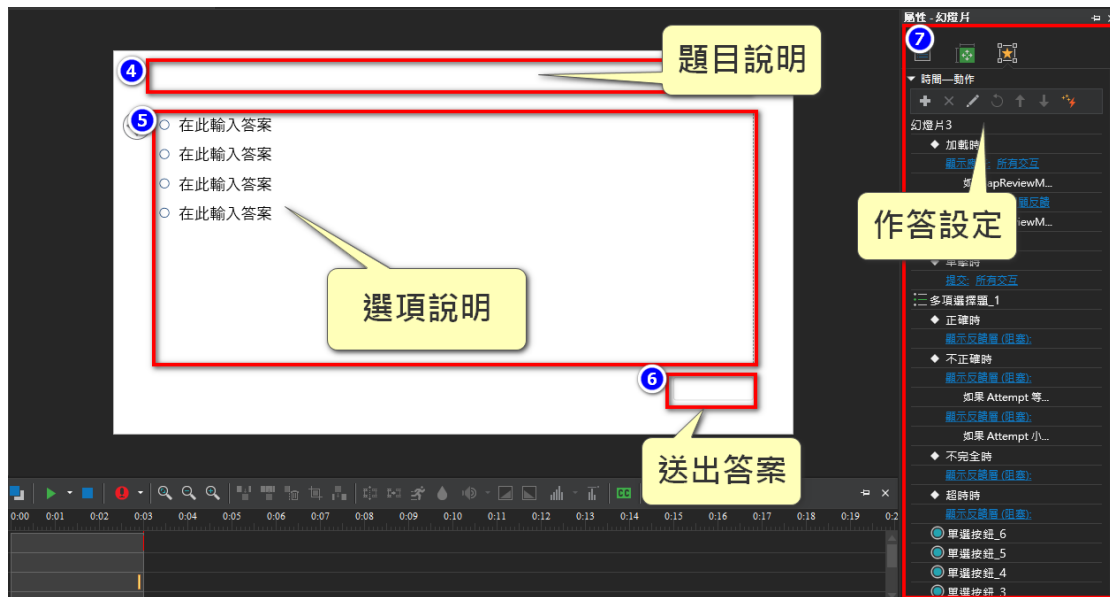 屬性 - 幻燈片
7
時間—動作
幻燈片3
加載時
所有交互
iewM...
提交: 所有交互
多項選擇題_1
正確時
顯示反饋層 (阻塞):
不正確時
顯示反饋層 (阻塞):
如果 Attempt 等...
顯示反饋層 (阻塞):
如果 Attempt 小...
不完全時
顯示反饋層 (阻塞):
超時時
顯示反饋層 (阻塞):
單選按鈕_6
單選按鈕_5
單選按鈕_4
單選按鈕_3
作答設定
4
題目說明
5
在此輸入答案
在此輸入答案
在此輸入答案
在此輸入答案
選項說明
6
送出答案
CC
0:00 0:01 0:02 0:03 0:04 0:05 0:06 0:07 0:08 0:09 0:10 0:11 0:12 0:13 0:14 0:15 0:16 0:17 0:18 0:19 0:2